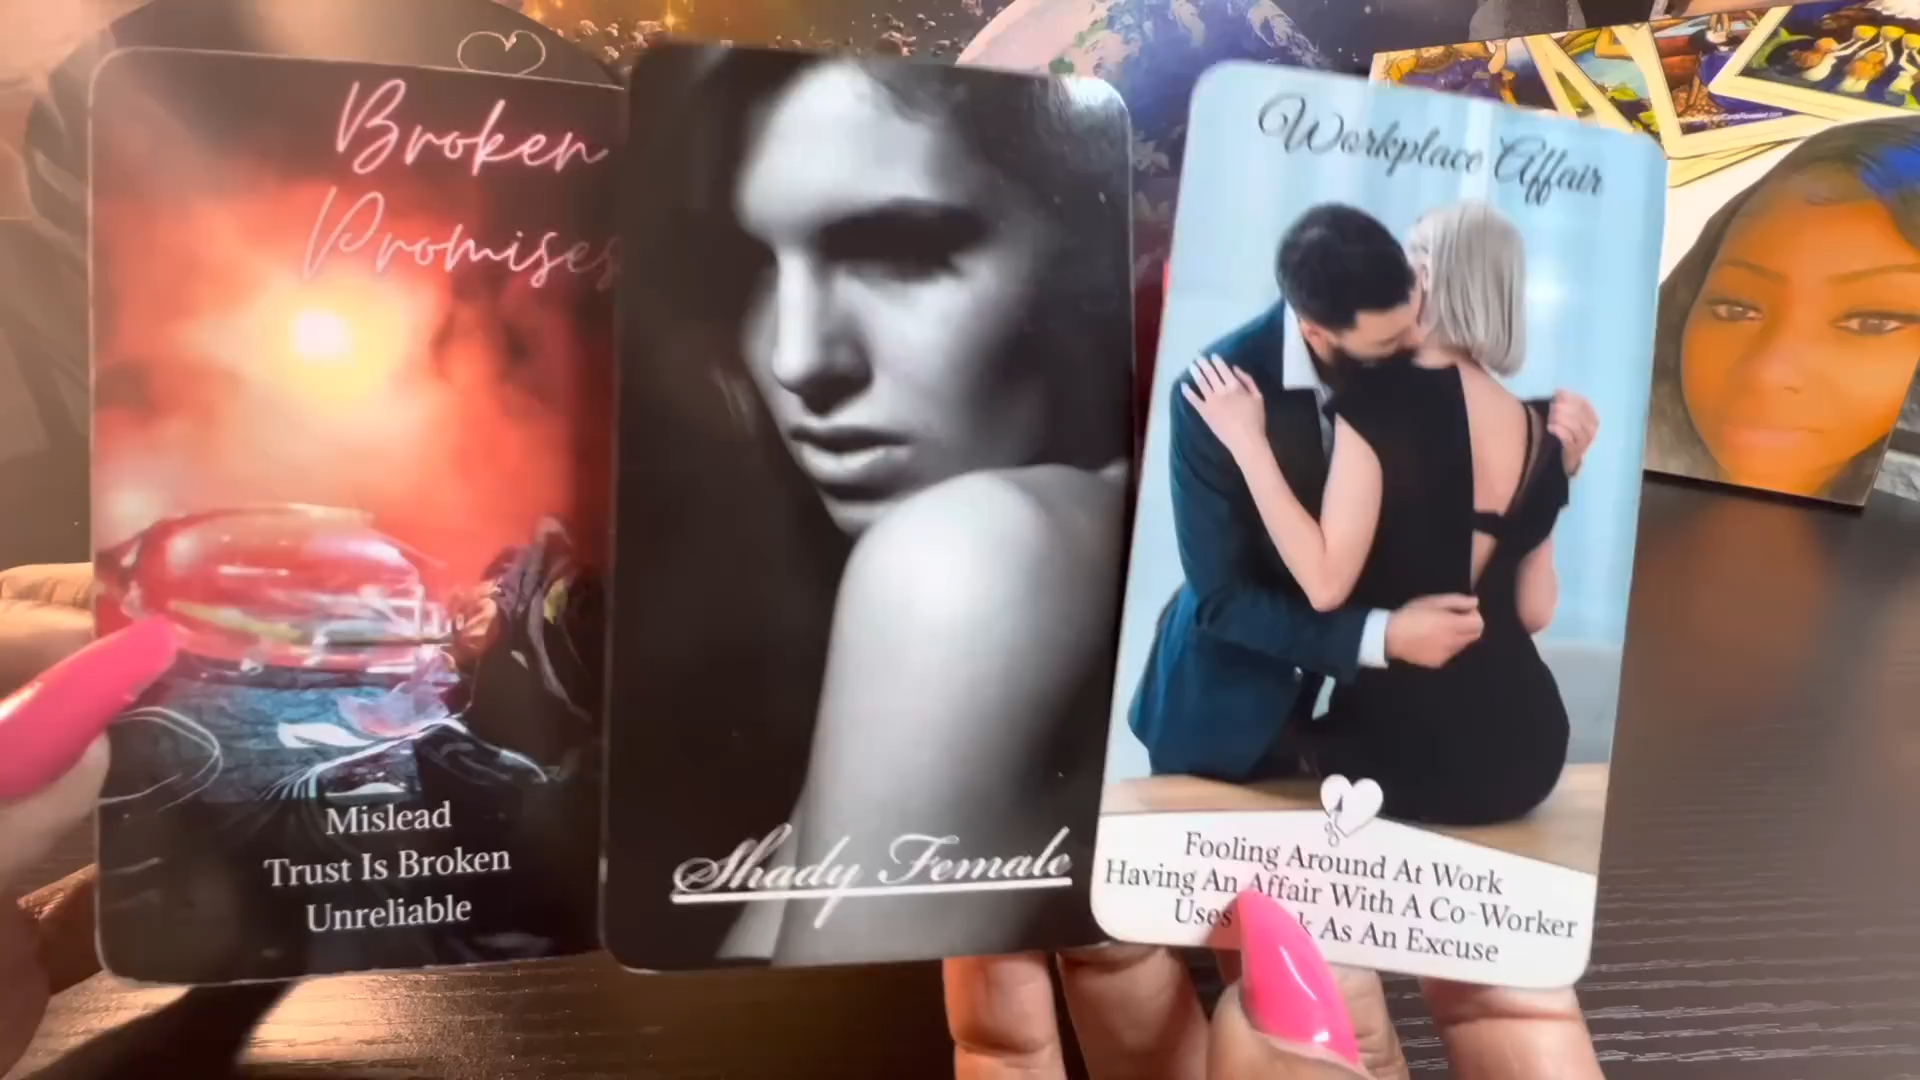 Broken
Promises
Mislead
Trust Is Broken
Unreliable
Shady Female
Workplace Affair
Fooling Around At Work
Having An Affair With A Co-Worker
Uses As An Excuse